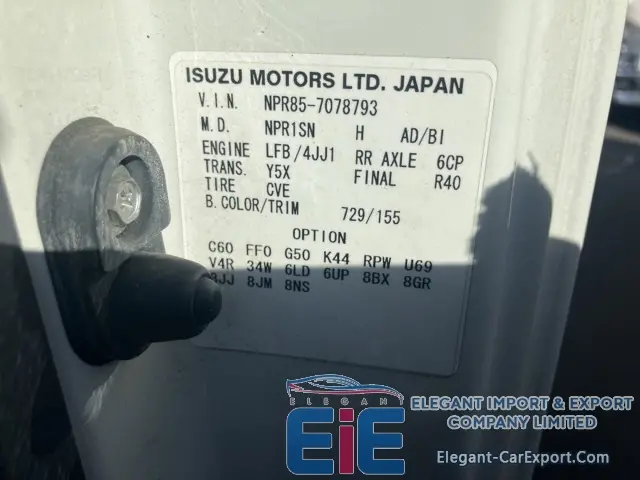 ISUZU MOTORS LTD. JAPAN
V.I.N. NPR85-7078793
M.D. NPR1SN H AD/BI
ENGINE LFB/4JJ1 RR AXLE 6CP
TRANS. Y5X FINAL R40
TIRE CVE
B.COLOR/TRIM 729/155
OPTION
C60 FF0 G50 K44 RPW U69
V4R 34W 6LD 6UP 8BX 8GR
8JM 8NS
ELEGANT
EiE
ELEGANT IMPORT & EXPORT
COMPANY LIMITED
Elegant-CarExport.Com